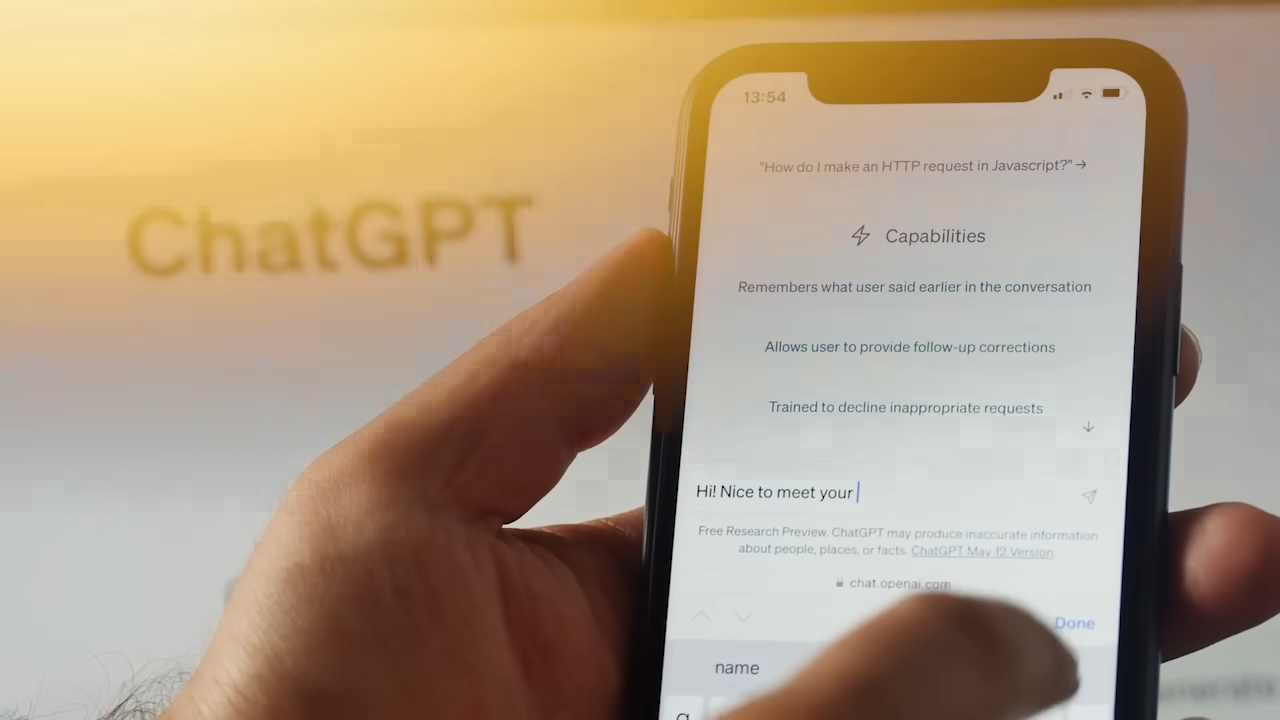 ChatGPT
13:54
"How do I make an HTTP request in Javascript?" →
Capabilities
Remembers what user said earlier in the conversation
Allows user to provide follow-up corrections
Trained to decline inappropriate requests
Hi! Nice to meet your
Free Research Preview. ChatGPT may produce inaccurate information
about people, places, or facts. ChatGPT May 12 Version
chat.openai.com
Done
name